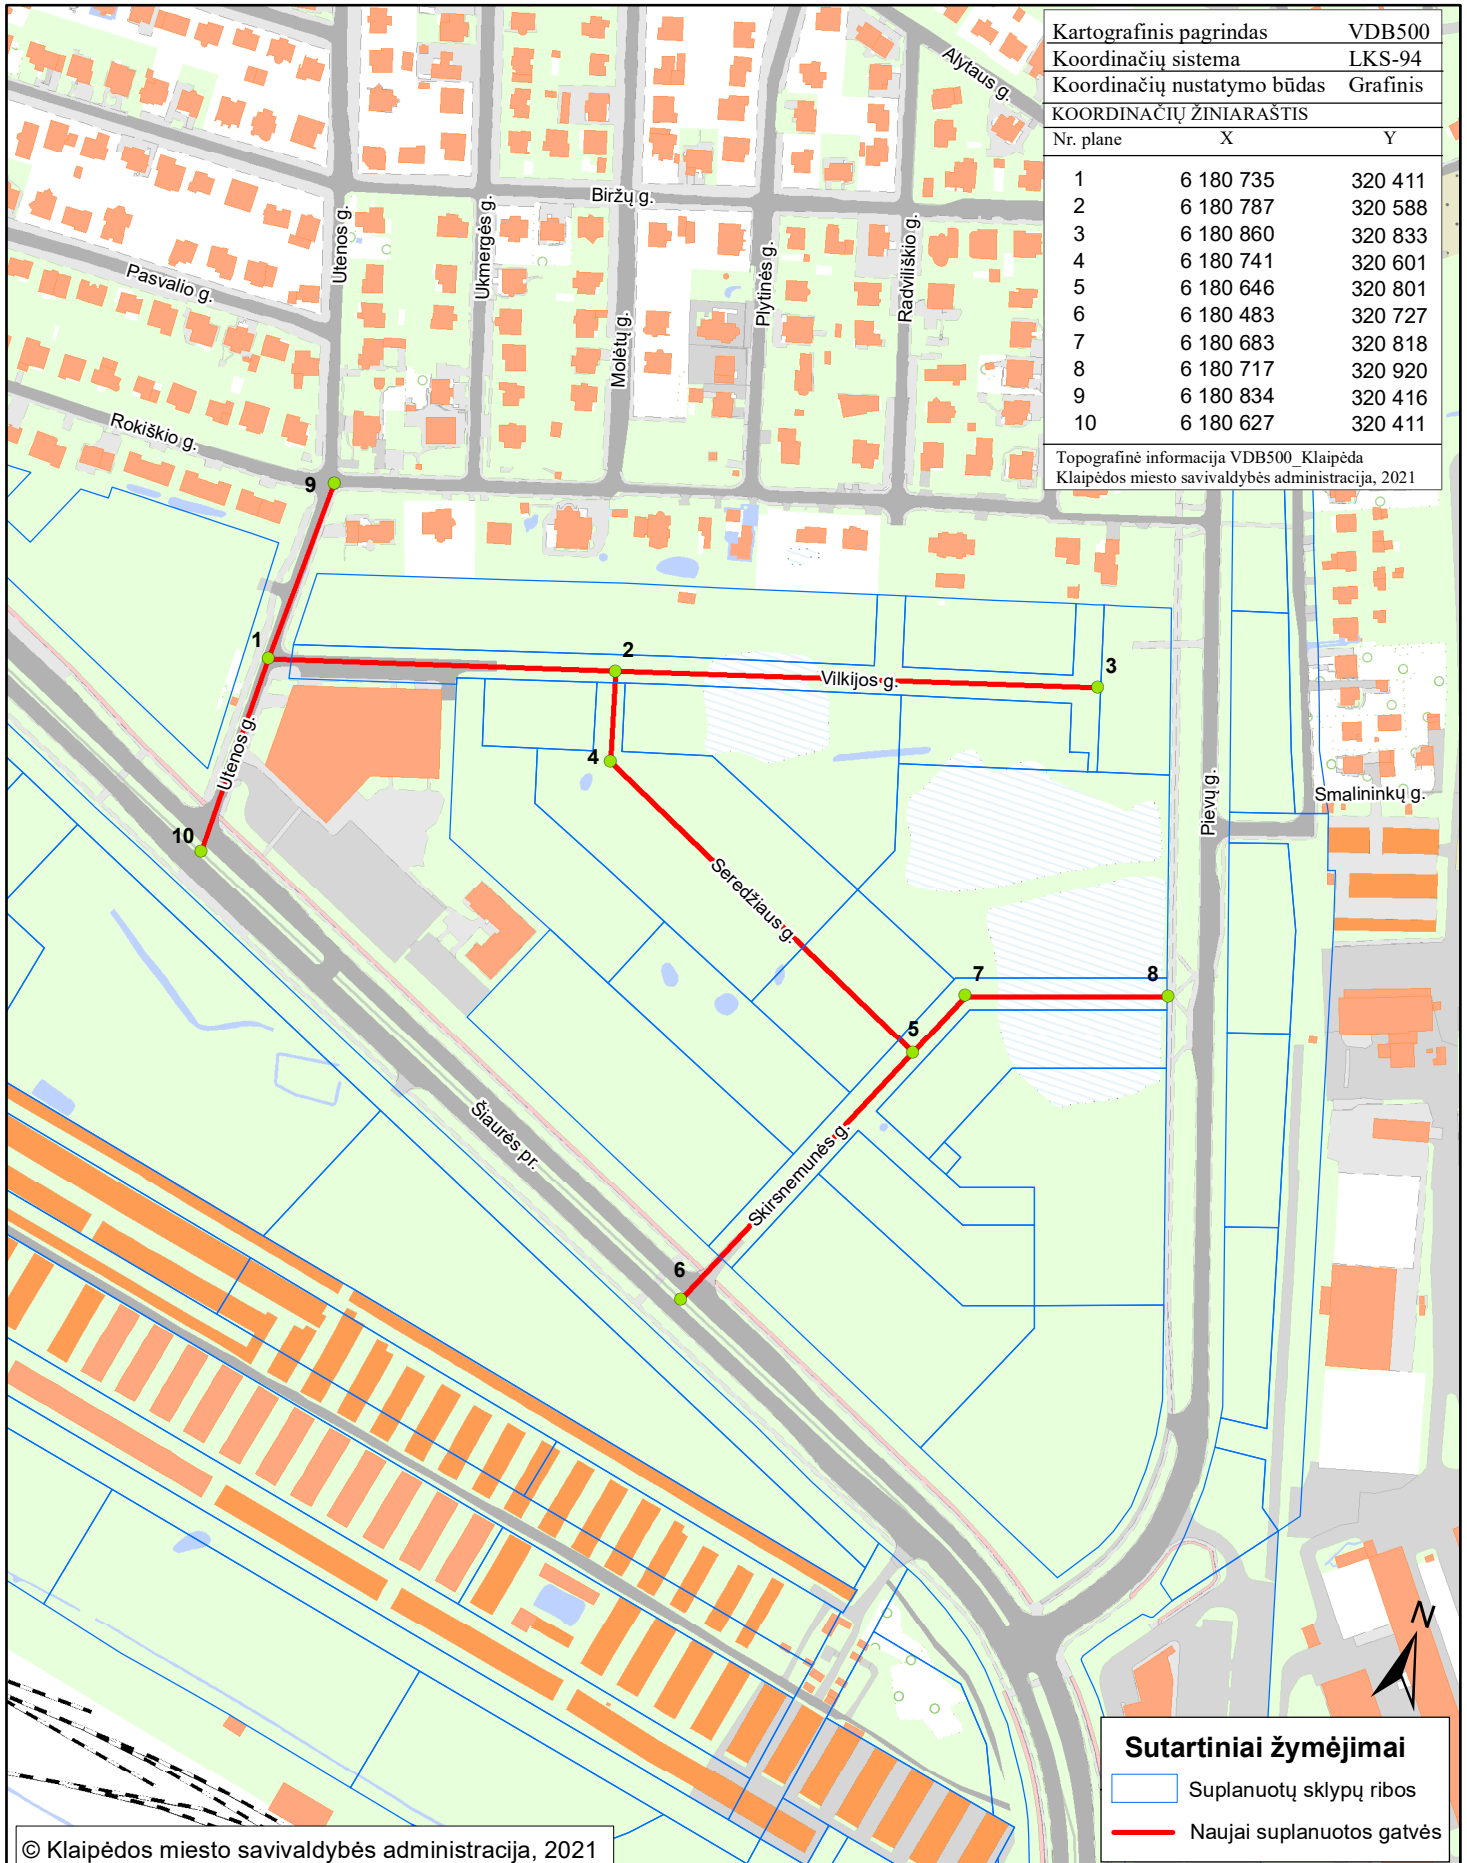 Kartografinis pagrindas VDB500
Koordinačių sistema LKS-94
Koordinačių nustatymo būdas Grafinis
KOORDINAČIŲ ŽINIARAŠTIS
Nr. plane X Y
1 6 180 735 320 411
2 6 180 787 320 588
3 6 180 860 320 833
4 6 180 741 320 601
5 6 180 646 320 801
6 6 180 483 320 727
7 6 180 683 320 818
8 6 180 717 320 920
9 6 180 834 320 416
10 6 180 627 320 411
Topografinė informacija VDB500_Klaipėda
Klaipėdos miesto savivaldybės administracija, 2021
Alytaus g.
Biržų g.
Utenos g.
Ukmergės g.
Molėtų g.
Plytinės g.
Radviliškio g.
Pasvalio g.
Rokiškio g.
9
1
2
3
Vilkijos g.
4
Utenos g.
10
Pievų g.
Smalininkų g.
Seredžiaus g.
7
8
5
Šiaurės pr.
Skirsnemunės g.
6
N
Sutartiniai žymėjimai
Suplanuotų sklypų ribos
Naujai suplanuotos gatvės
© Klaipėdos miesto savivaldybės administracija, 2021